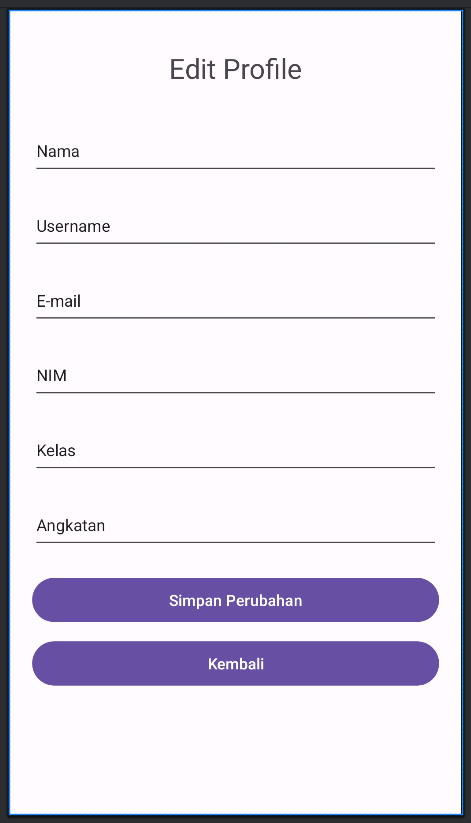 Edit Profile
Nama
Username
E-mail
NIM
Kelas
Angkatan
Simpan Perubahan
Kembali